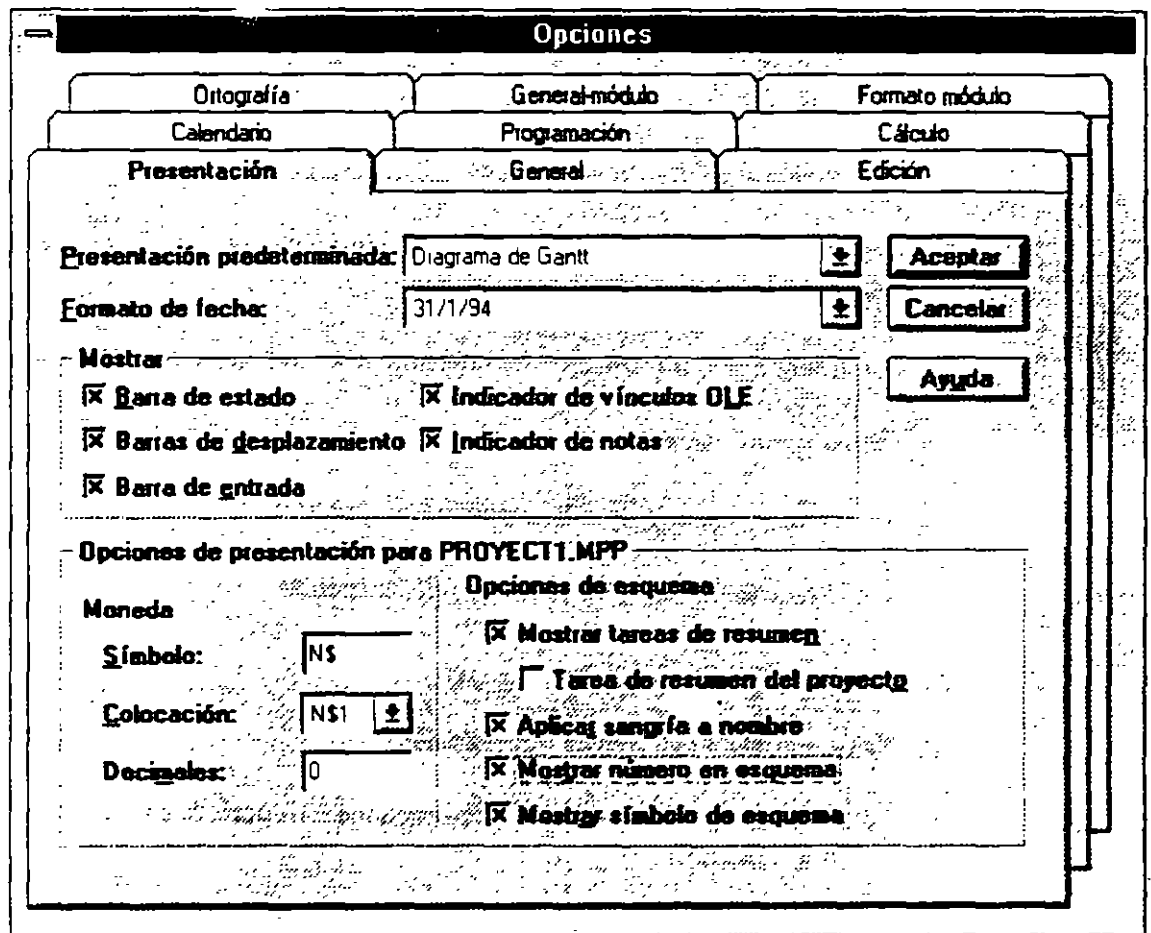 Opciones
Ortografía General-módulo Formato módulo
Calendario Programación Cálculo
Presentación General Edición
Presentación predeterminada: Diagrama de Gantt Aceptar
Formato de fecha: 31/1/94 Cancelar
Mostrar Ayuda
Barra de estado Indicador de vínculos OLE
Barras de desplazamiento Indicador de notas
Barra de entrada
Opciones de presentación para PROYECT1.MPP
Opciones de esquema
Moneda
Mostrar tareas de resumen
Símbolo: N$
Tarea de resumen del proyecto
Colocación: N$1
Aplicar sangría a nombre
Decimales: 0
Mostrar número en esquema
Mostrar símbolo de esquema